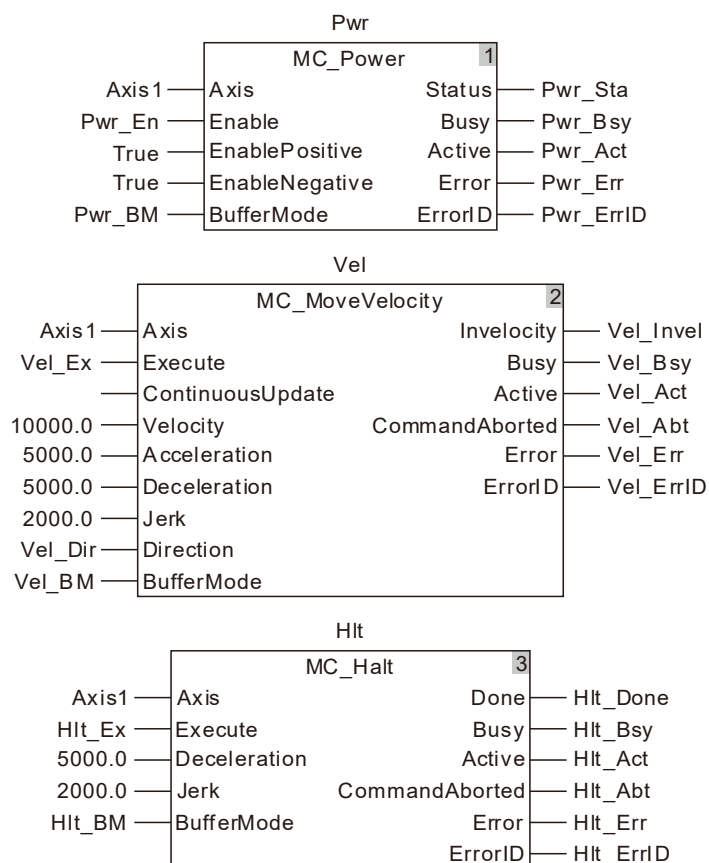 Pwr
MC_Power 1
Axis1 Axis Status Pwr_Sta
Pwr_En Enable Busy Pwr_Bsy
True EnablePositive Active Pwr_Act
True EnableNegative Error Pwr_Err
Pwr_BM BufferMode ErrorID Pwr_ErrID
Vel
MC_MoveVelocity 2
Axis1 Axis Invelocity Vel_Invel
Vel_Ex Execute Busy Vel_Bsy
ContinuousUpdate Active Vel_Act
10000.0 Velocity CommandAborted Vel_Abt
5000.0 Acceleration Error Vel_Err
5000.0 Deceleration ErrorID Vel_ErrID
2000.0 Jerk
Vel_Dir Direction
Vel_BM BufferMode
Hlt
MC_Halt 3
Axis1 Axis Done Hlt_Done
Hlt_Ex Execute Busy Hlt_Bsy
5000.0 Deceleration Active Hlt_Act
2000.0 Jerk CommandAborted Hlt_Abt
Hlt_BM BufferMode Error Hlt_Err
ErrorID Hlt_ErrID